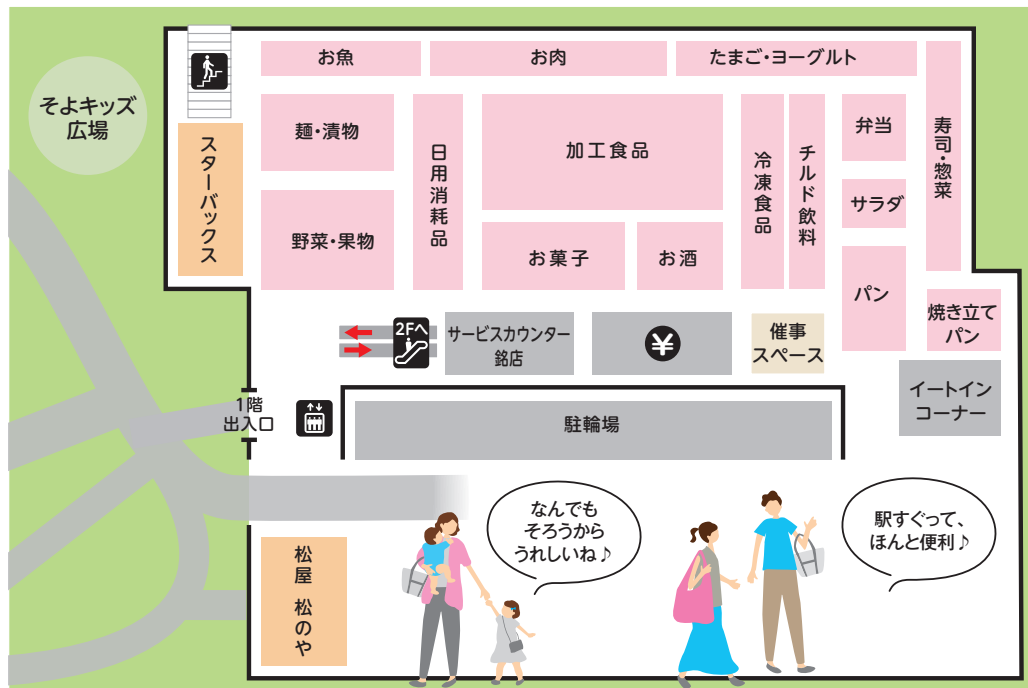 そよキッズ
広場
スターバックス
お魚
お肉
たまご・ヨーグルト
麺・漬物
日用消耗品
加工食品
冷凍食品
チルド飲料
弁当
寿司・惣菜
サラダ
野菜・果物
お菓子
お酒
パン
焼き立て
パン
2Fへ
サービスカウンター
銘店
¥
催事
スペース
イートイン
コーナー
1階
出入口
駐輪場
なんでも
そろうから
うれしいね♪
駅すぐって、
ほんと便利♪
松屋 松のや